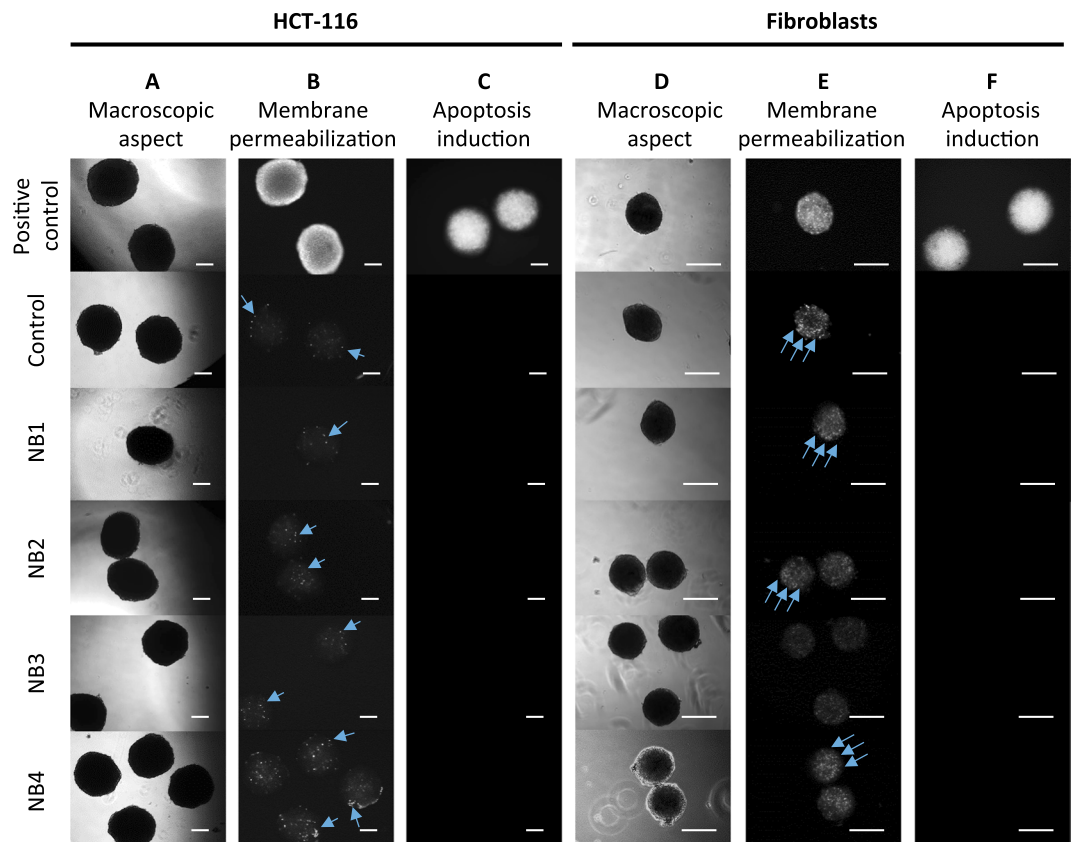 HCT-116
Fibroblasts
A
B
C
D
E
F
Macroscopic
aspect
Membrane
permeabilization
Apoptosis
induction
Macroscopic
aspect
Membrane
permeabilization
Apoptosis
induction
Positive
control
Control
NB1
NB2
NB3
NB4